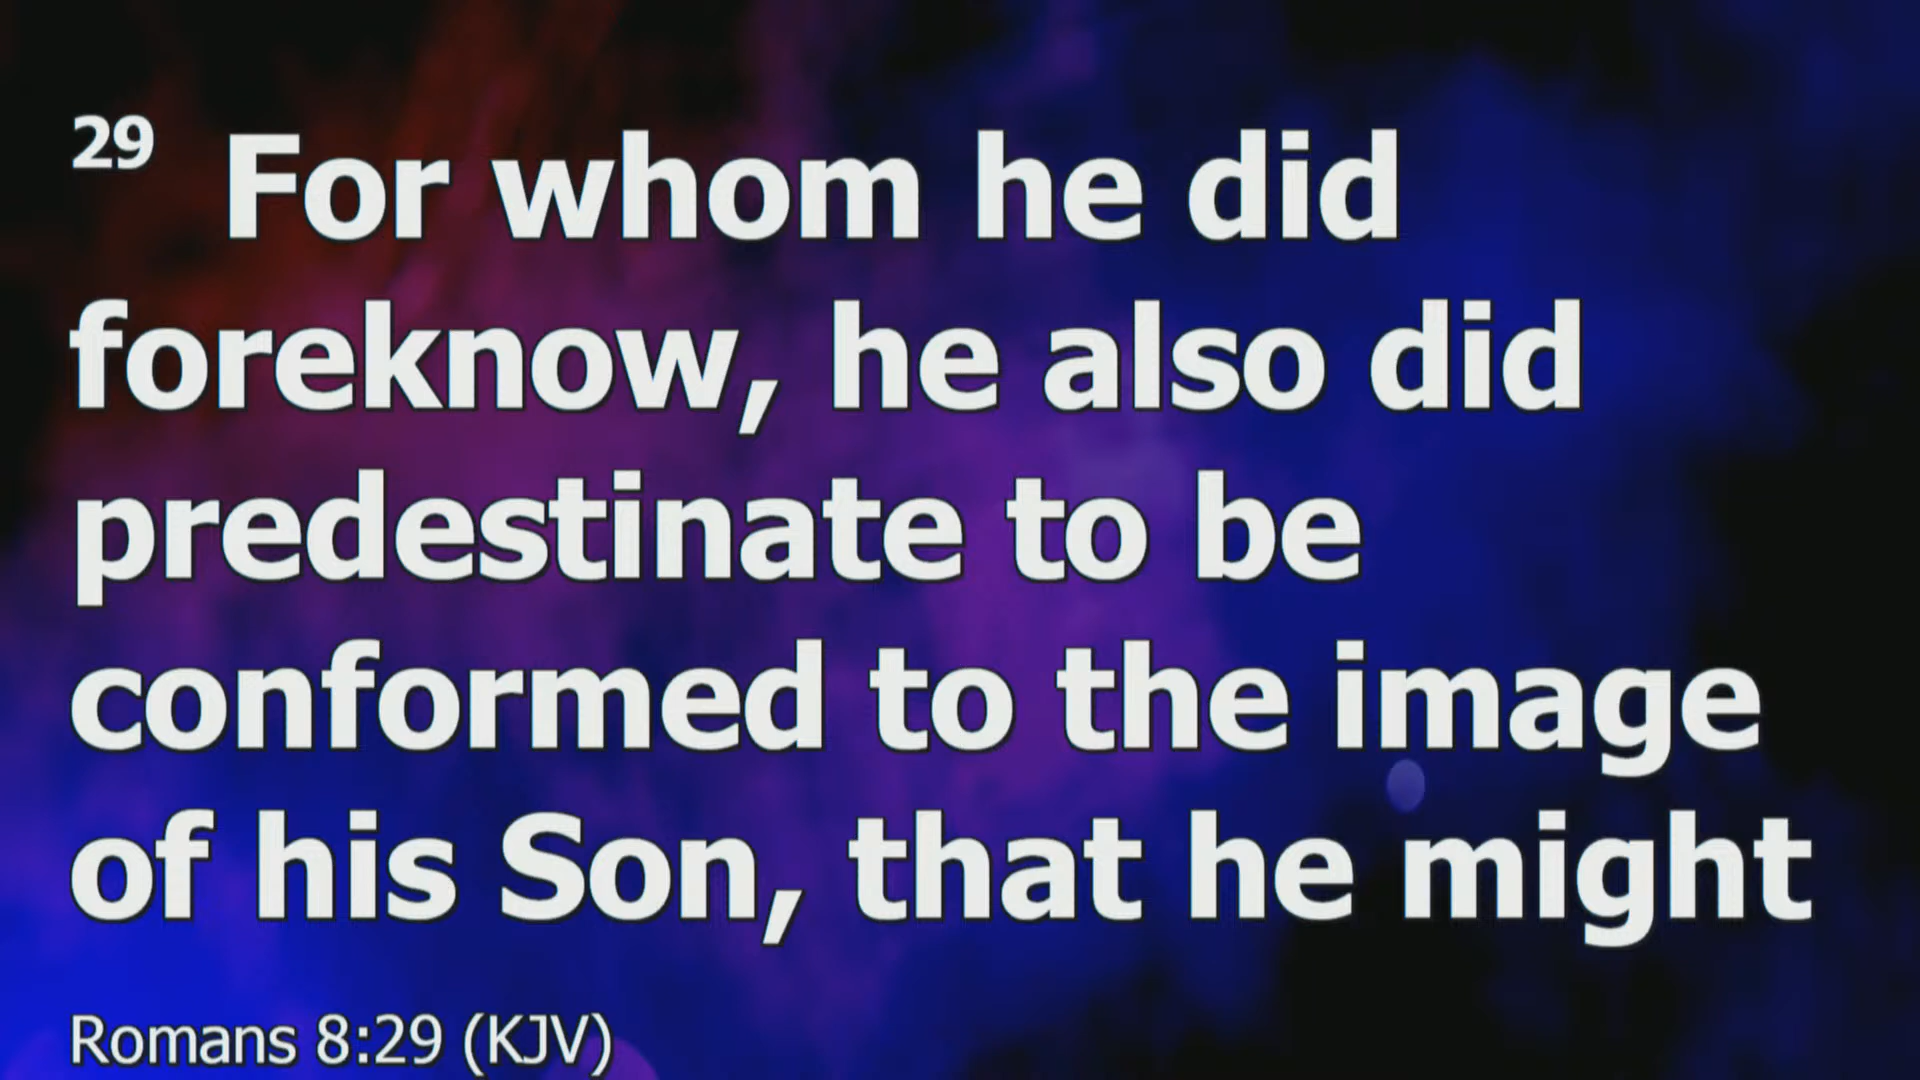 29 For whom he did
foreknow, he also did
predestinate to be
conformed to the image
of his Son, that he might
Romans 8:29 (KJV)